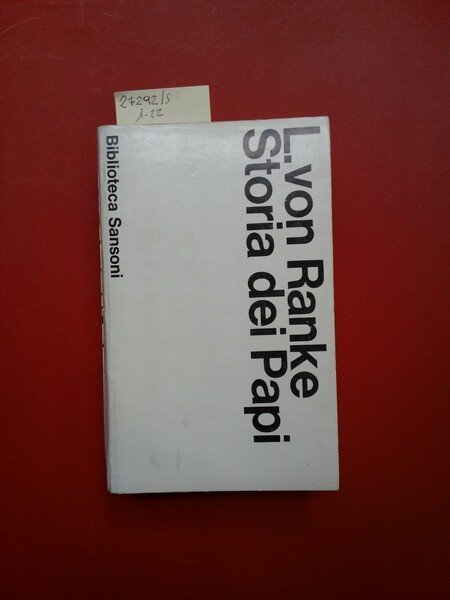 27292/S
1-22
L.von Ranke
Storia dei Papi
Biblioteca Sansoni